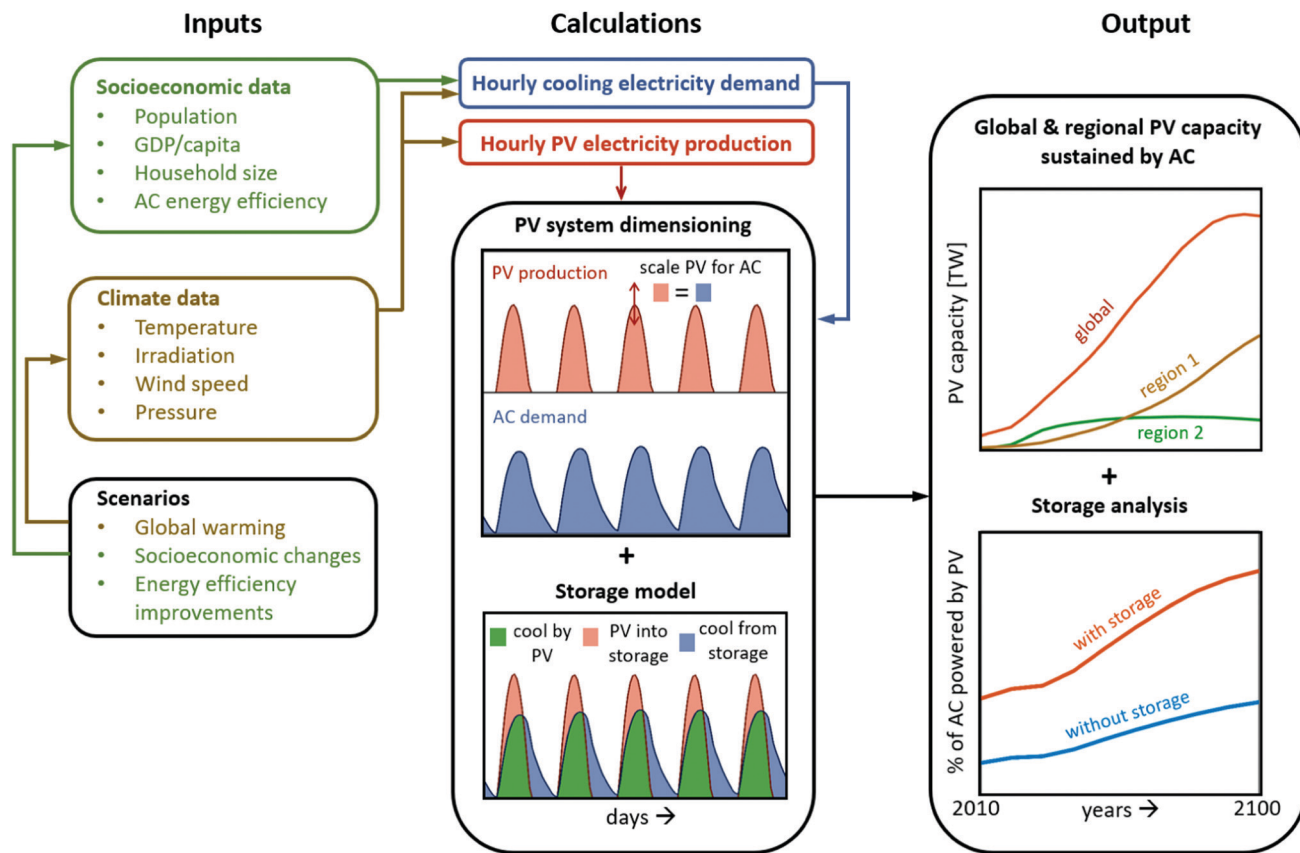 Inputs
Socioeconomic data
• Population
• GDP/capita
• Household size
• AC energy efficiency
Climate data
• Temperature
• Irradiation
• Wind speed
• Pressure
Scenarios
• Global warming
• Socioeconomic changes
• Energy efficiency
improvements
Calculations
Hourly cooling electricity demand
Hourly PV electricity production
PV system dimensioning
PV production
scale PV for AC
=
AC demand
+
Storage model
cool by
PV
PV into
storage
cool from
storage
days →
Output
Global & regional PV capacity
sustained by AC
PV capacity [TW]
global
region 1
region 2
+
Storage analysis
% of AC powered by PV
with storage
without storage
2010 years → 2100